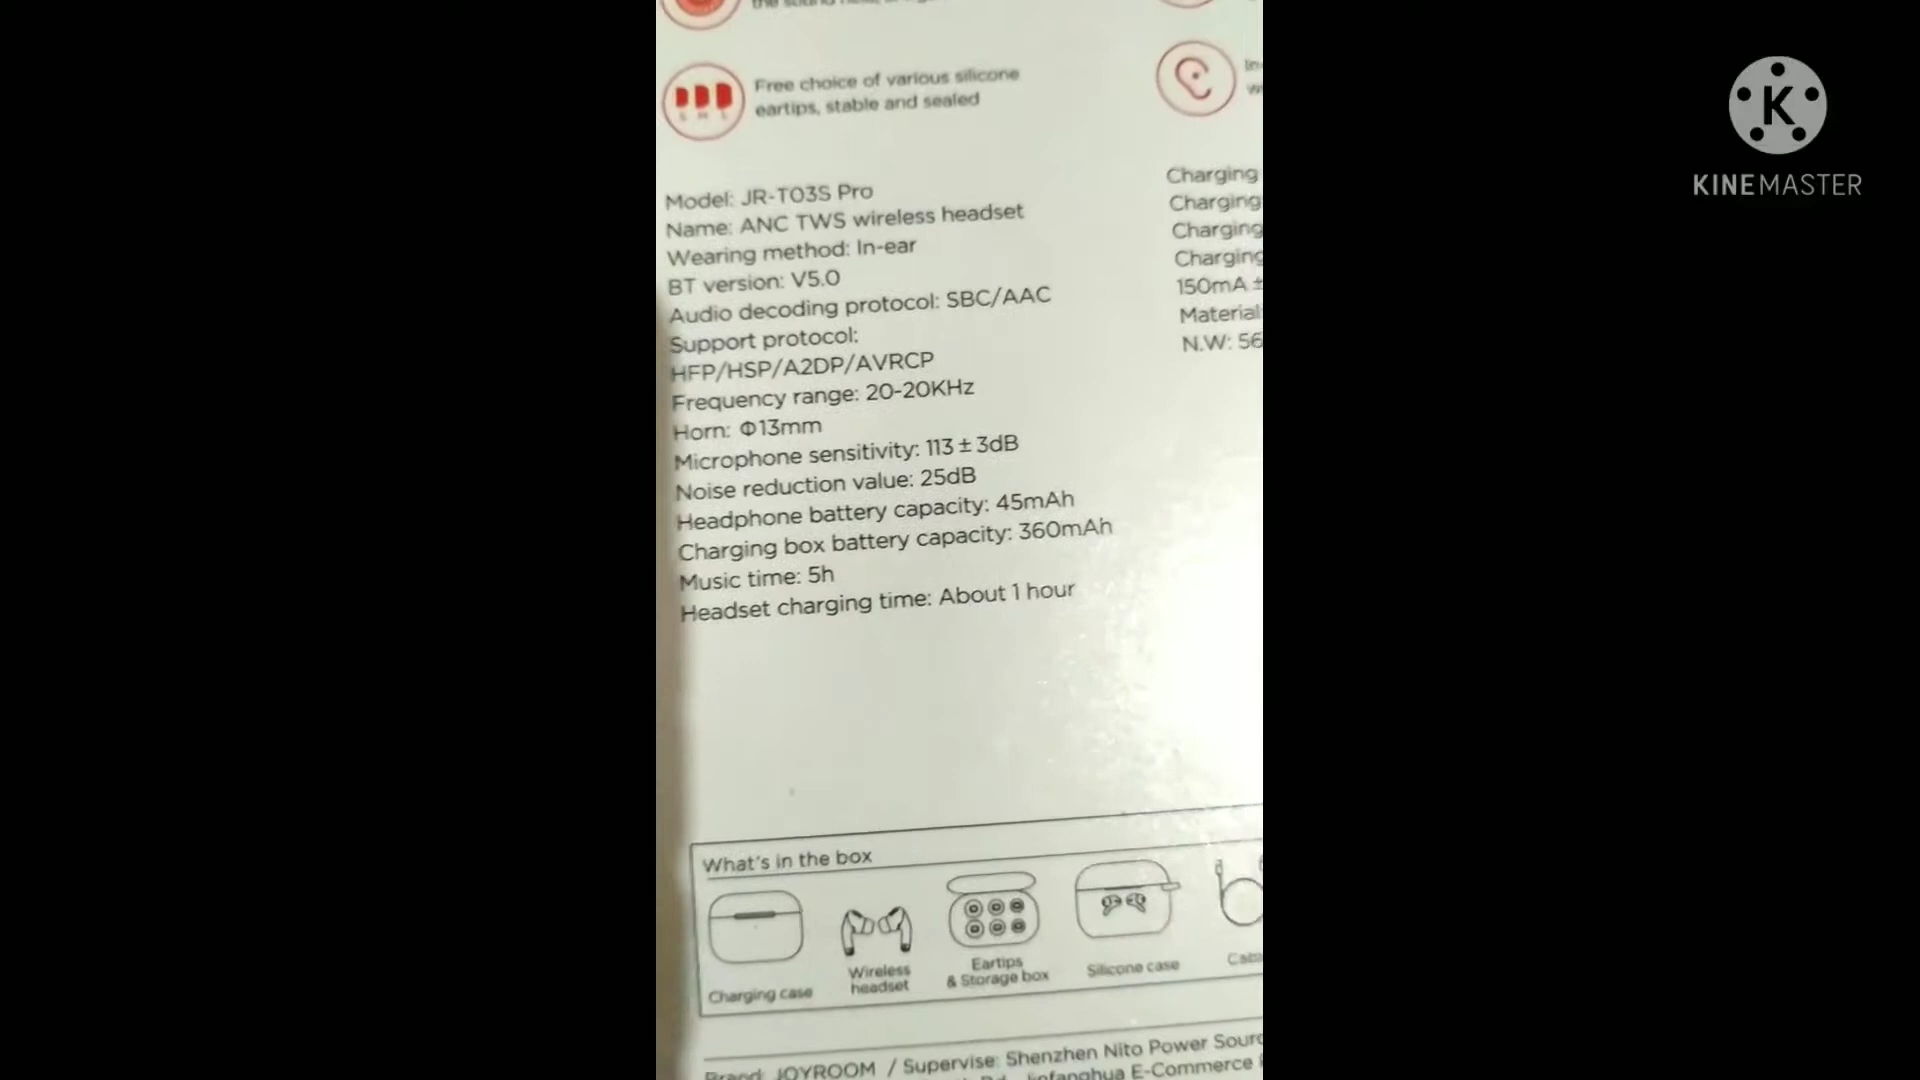 Free choice of various silicone
eartips, stable and sealed
Model: JR-T03S Pro
Name: ANC TWS wireless headset
Wearing method: In-ear
BT version: V5.0
Audio decoding protocol: SBC/AAC
Support protocol:
HFP/HSP/A2DP/AVRCP
Frequency range: 20-20KHz
Horn: Φ13mm
Microphone sensitivity: 113±3dB
Noise reduction value: 25dB
Headphone battery capacity: 45mAh
Charging box battery capacity: 360mAh
Music time: 5h
Headset charging time: About 1 hour
Charging
Charging
Charging
Charging
150mA ±
Material
N.W: 56
What's in the box
Charging case
Wireless
headset
Eartips
& Storage box
Silicone case
Brand: JOYROOM / Supervise: Shenzhen Nito Power
E-Commerce
K
KINEMASTER